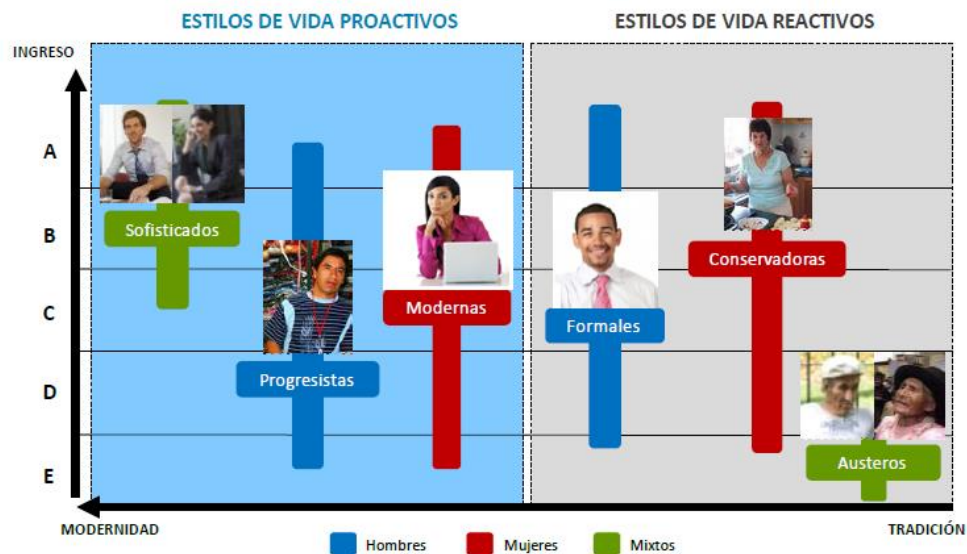 ESTILOS DE VIDA PROACTIVOS
ESTILOS DE VIDA REACTIVOS
INGRESO
A
B
C
D
E
Sofisticados
Progresistas
Modernas
Formales
Conservadoras
Austeros
MODERNIDAD
TRADICIÓN
Hombres
Mujeres
Mixtos